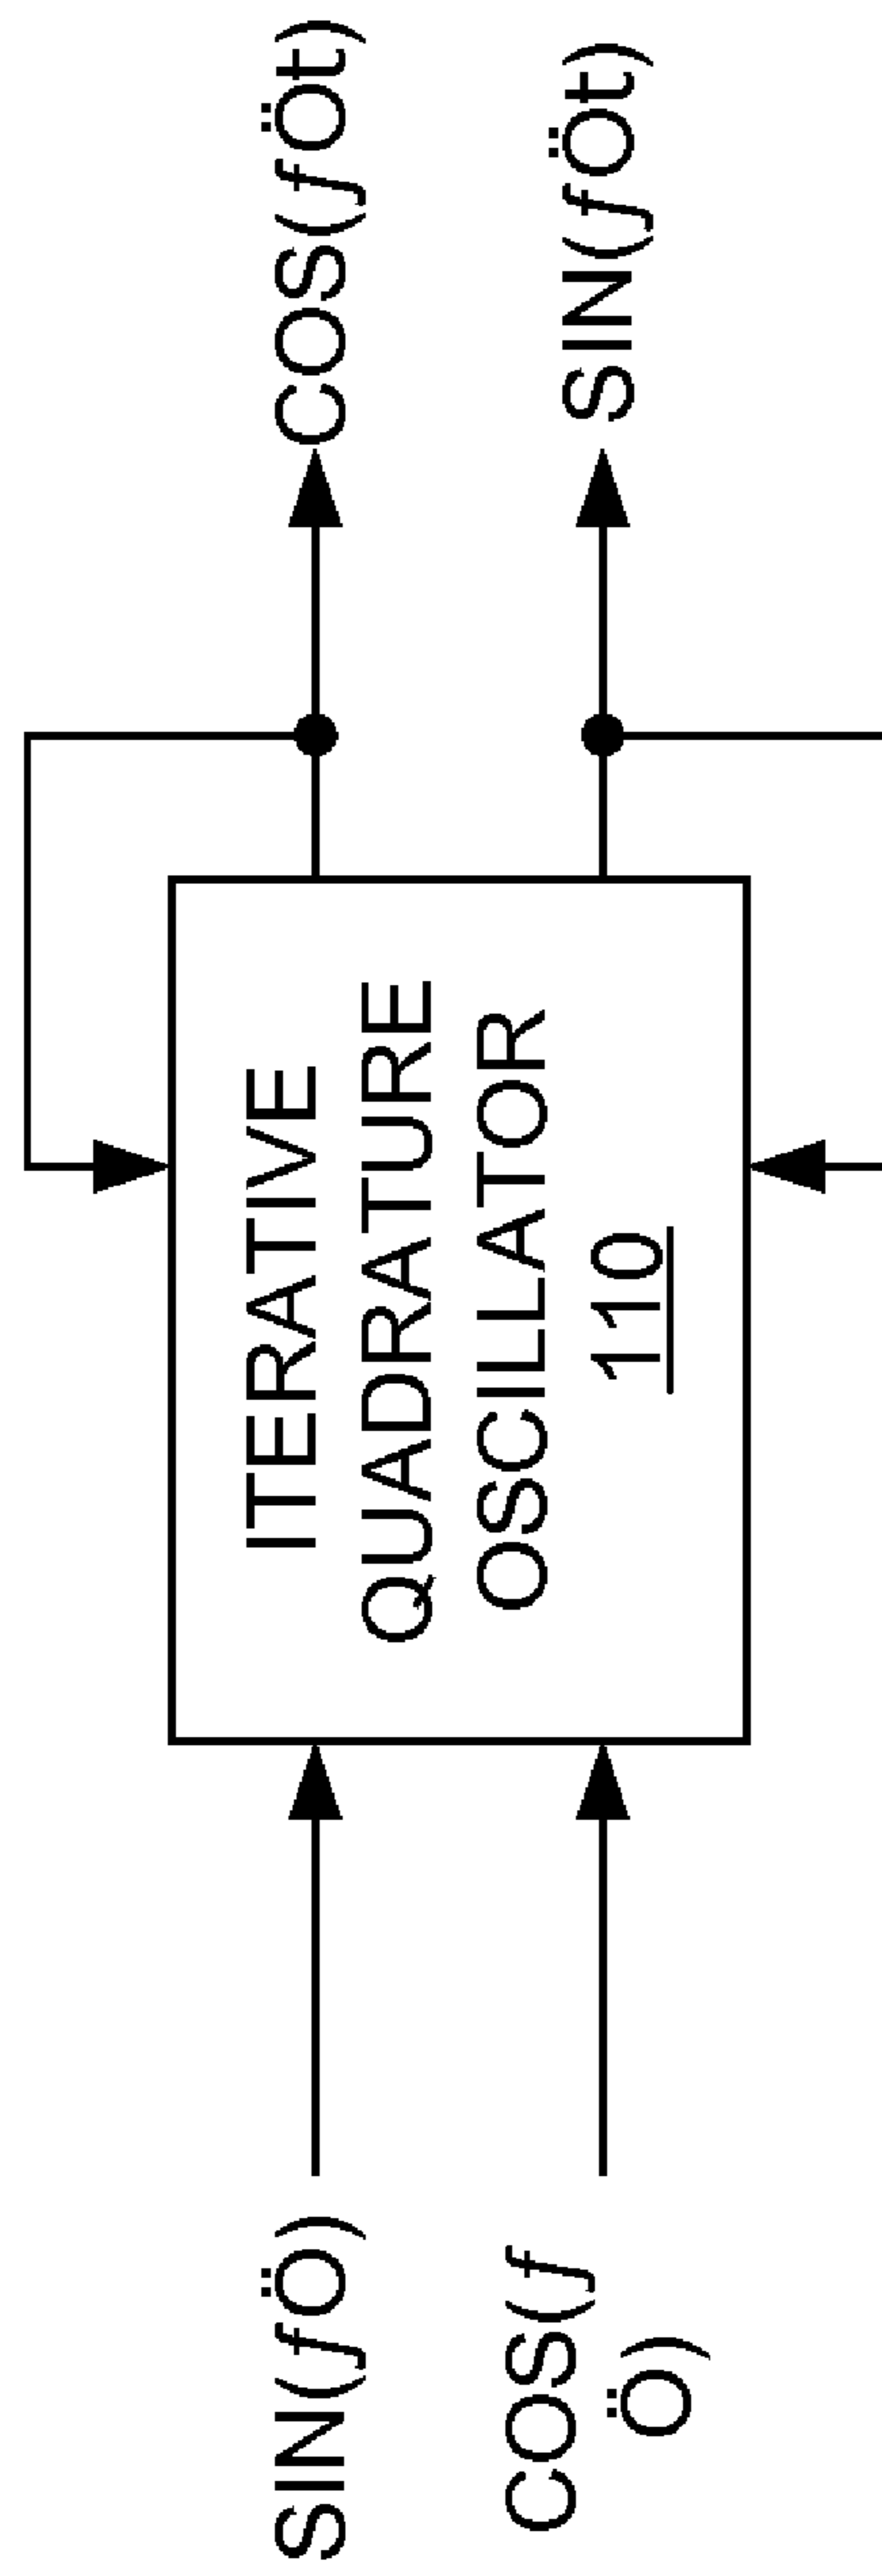 SIN(ƒÖ)
COS(ƒ
Ö)
ITERATIVE
QUADRATURE
OSCILLATOR
110
COS(ƒÖt)
SIN(ƒÖt)